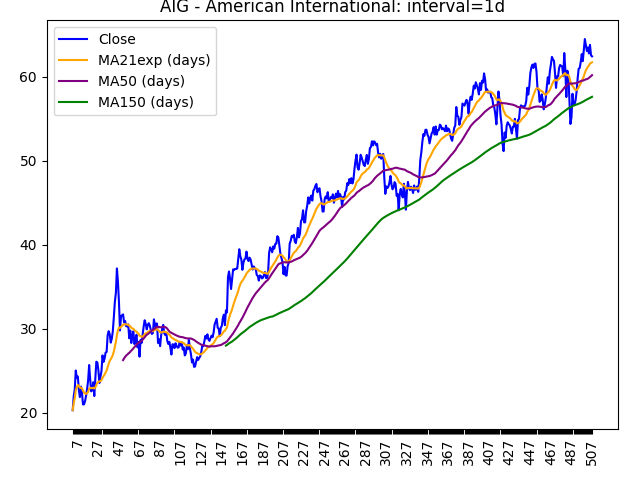 AIG - American International: interval=1d
Close
MA21exp (days)
MA50 (days)
MA150 (days)
60
50
40
30
20
7 27 47 67 87 107 127 147 167 187 207 227 247 267 287 307 327 347 367 387 407 427 447 467 487 507